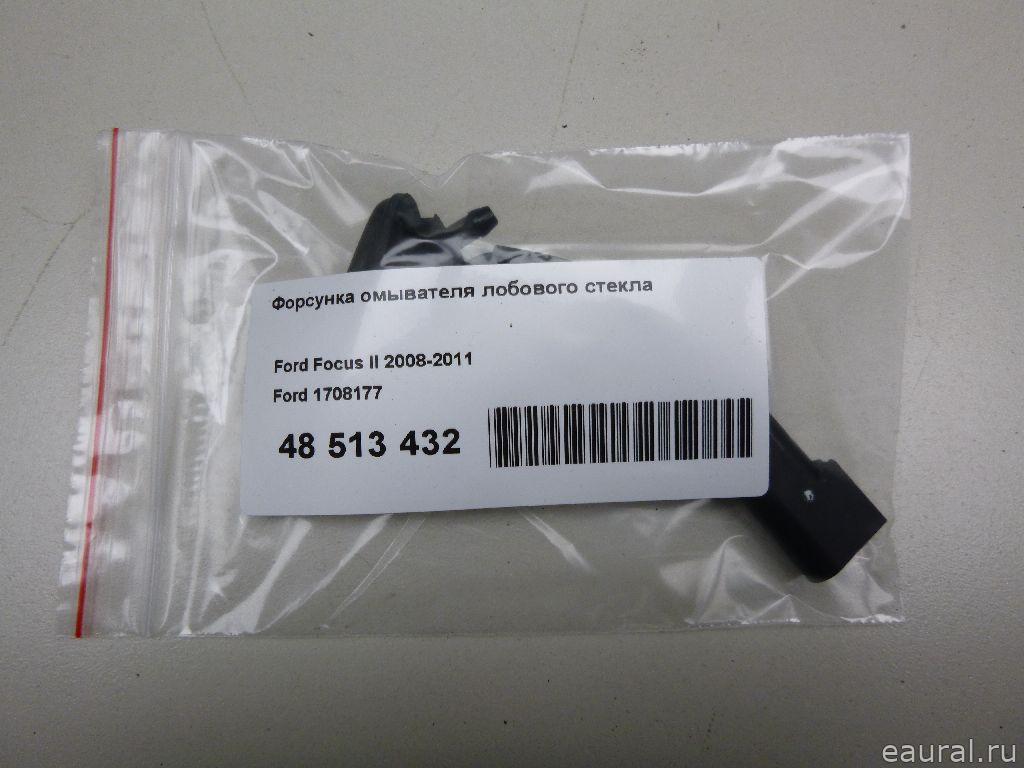 Форсунка омывателя лобового стекла
Ford Focus II 2008-2011
Ford 1708177
48 513 432
eaural.ru